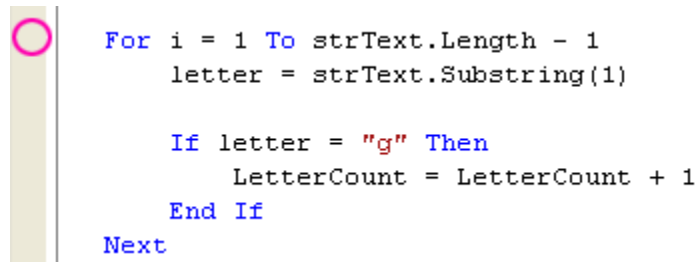 For i = 1 To strText.Length - 1
letter = strText.Substring(1)
If letter = "g" Then
LetterCount = LetterCount + 1
End If
Next